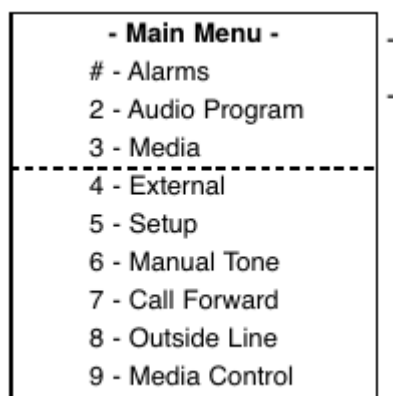 - Main Menu -
# - Alarms
2 - Audio Program
3 - Media
4 - External
5 - Setup
6 - Manual Tone
7 - Call Forward
8 - Outside Line
9 - Media Control